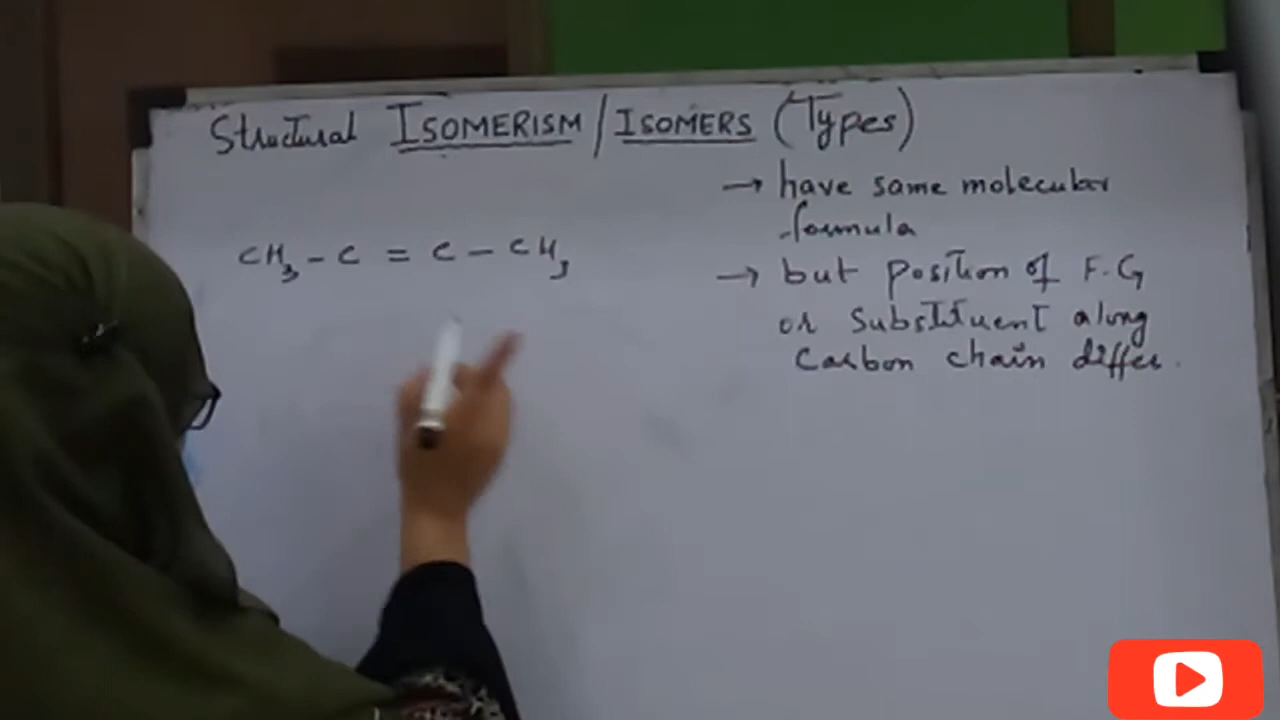 Structural ISOMERISM / ISOMERS (Types)
→ have same molecular
formula
CH3 - C = C - CH3
→ but position of F.G
or Substituent along
Carbon chain differ.